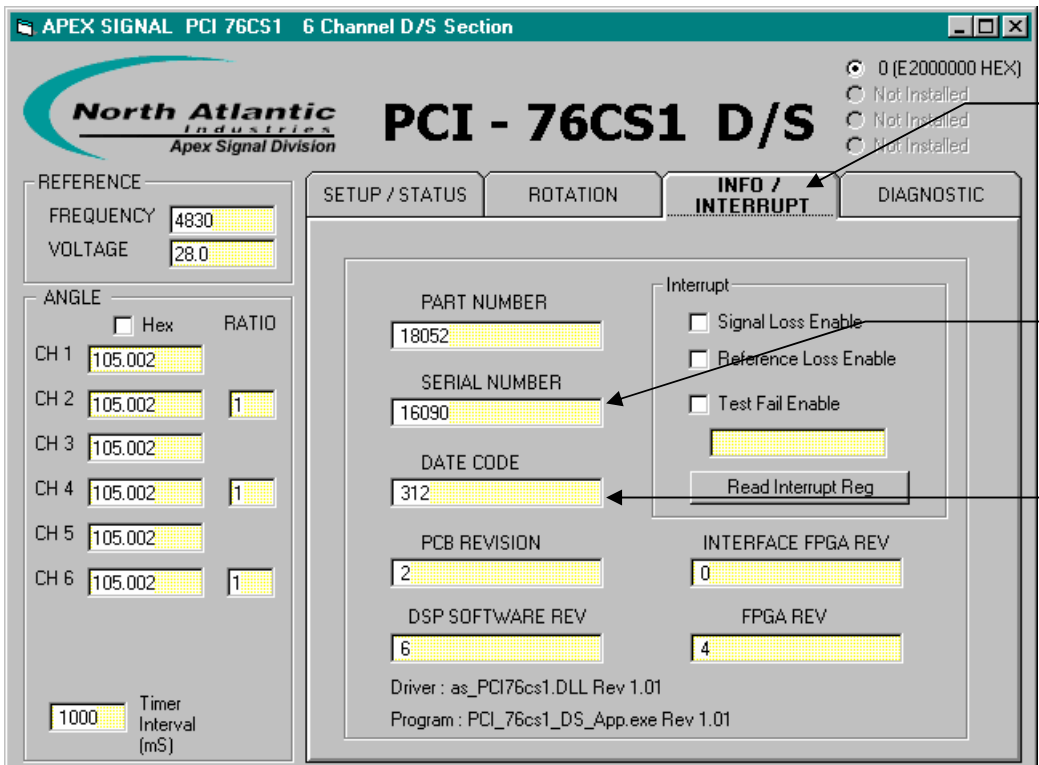 APEX SIGNAL PCI 76CS1 6 Channel D/S Section
North Atlantic
Industries
Apex Signal Division
PCI - 76CS1 D/S
0 (E2000000 HEX)
Not Installed
Not Installed
Not Installed
REFERENCE
FREQUENCY 4830
VOLTAGE 28.0
ANGLE
Hex RATIO
CH 1 105.002
CH 2 105.002 1
CH 3 105.002
CH 4 105.002 1
CH 5 105.002
CH 6 105.002 1
1000 Timer
Interval
(mS)
SETUP / STATUS
ROTATION
INFO /
INTERRUPT
DIAGNOSTIC
PART NUMBER
18052
SERIAL NUMBER
16090
DATE CODE
312
Interrupt
Signal Loss Enable
Reference Loss Enable
Test Fail Enable
Read Interrupt Reg
PCB REVISION
2
INTERFACE FPGA REV
0
DSP SOFTWARE REV
6
FPGA REV
4
Driver : as_PCI76cs1.DLL Rev 1.01
Program : PCI_76cs1_DS_App.exe Rev 1.01